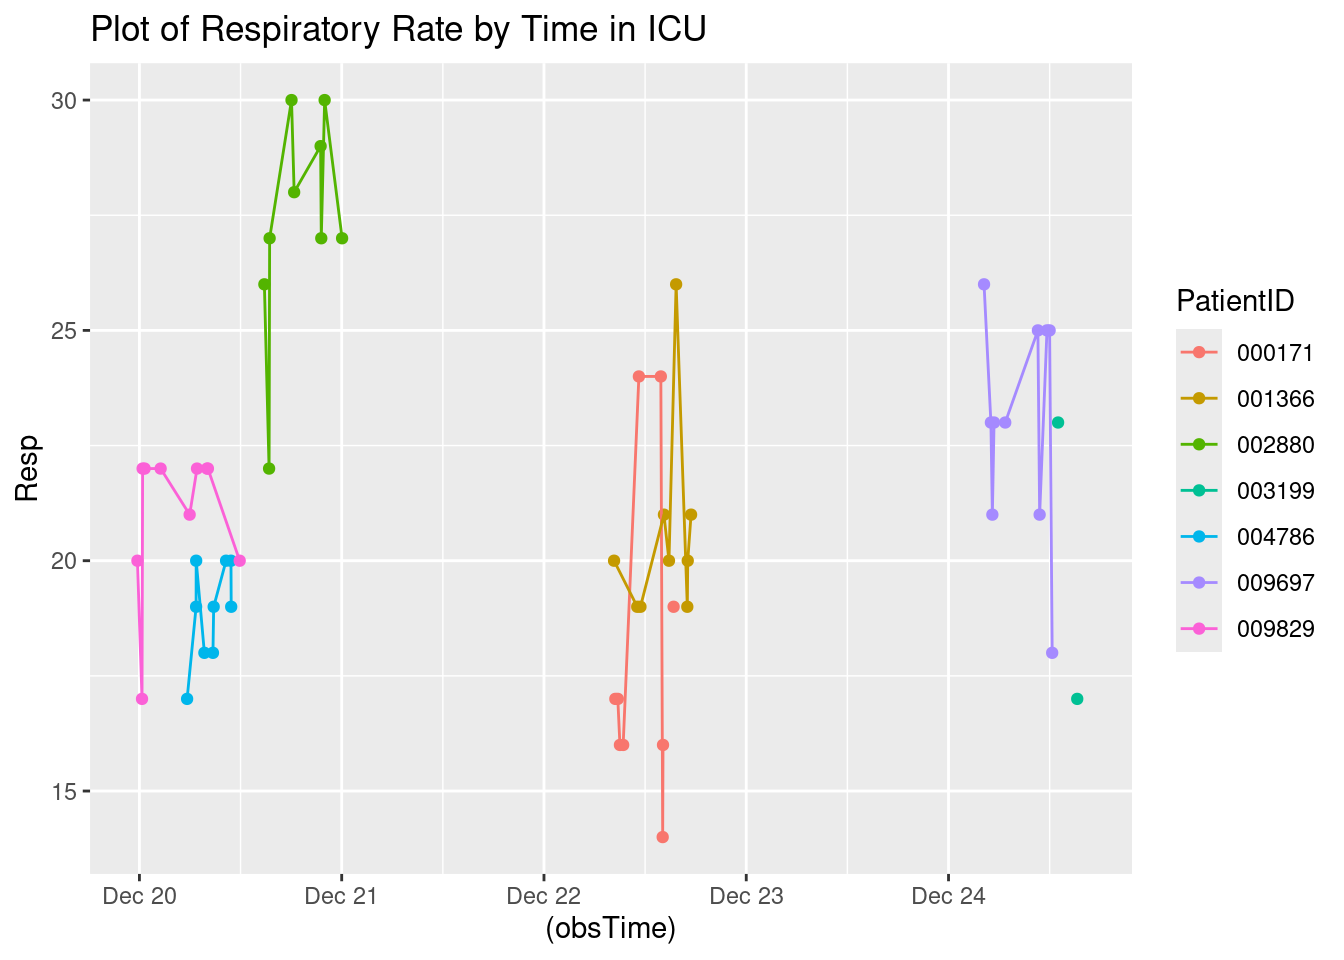 Plot of Respiratory Rate by Time in ICU
30
25
20
15
Resp
Dec 20
Dec 21
Dec 22
Dec 23
Dec 24
(obsTime)
PatientID
000171
001366
002880
003199
004786
009697
009829